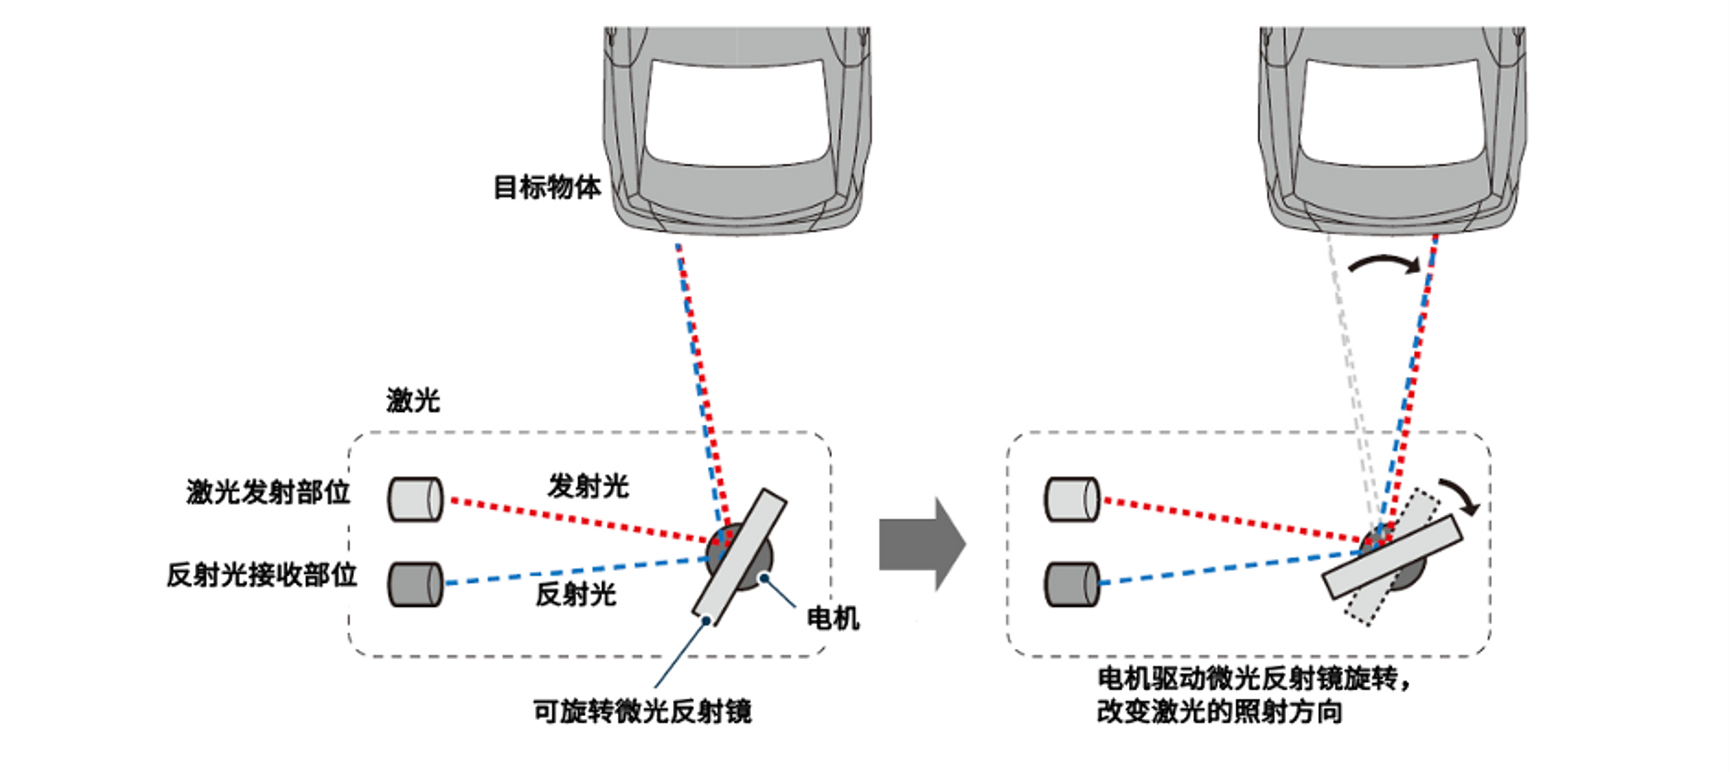 目标物体
激光
激光发射部位
发射光
反射光接收部位
反射光
电机
可旋转微光反射镜
电机驱动微光反射镜旋转，
改变激光的照射方向